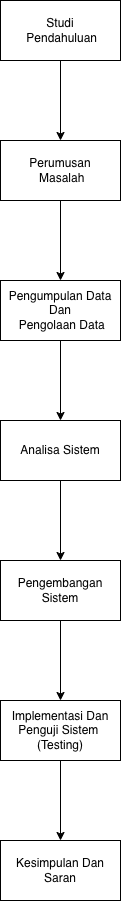 Studi
Pendahuluan
Perumusan
Masalah
Pengumpulan Data
Dan
Pengolaan Data
Analisa Sistem
Pengembangan
Sistem
Implementasi Dan
Penguji Sistem
(Testing)
Kesimpulan Dan
Saran